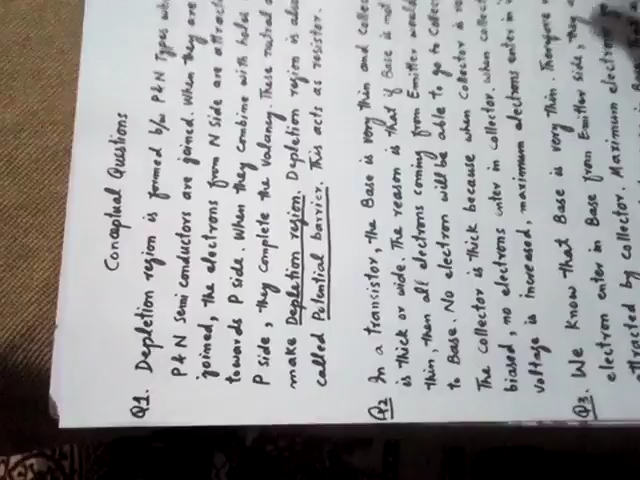 Conceptual Questions
Q1. Depletion region is formed b/w P&N Types
P&N semi conductors are joined. When they are
joined, the electrons from N side are
towards P side. When they combine with holes
P side, they complete the valancy. These
make Depletion region. Depletion region is
called Potential barrier. This acts as resistor.
Q2 In a transistor, the Base is very thin and
is thick or wide. The reason is that if Base is
thin, then all electrons coming from Emitter
to Base. No electron will be able to go to
The collector is thick because when collector is
biased, no electrons enter in collector. when
voltage is increased, maximum electrons enter in
Q3. We know that Base is very thin. Therefore
electron enter in Base from Emitter side, they
attracted by collector. Maximum